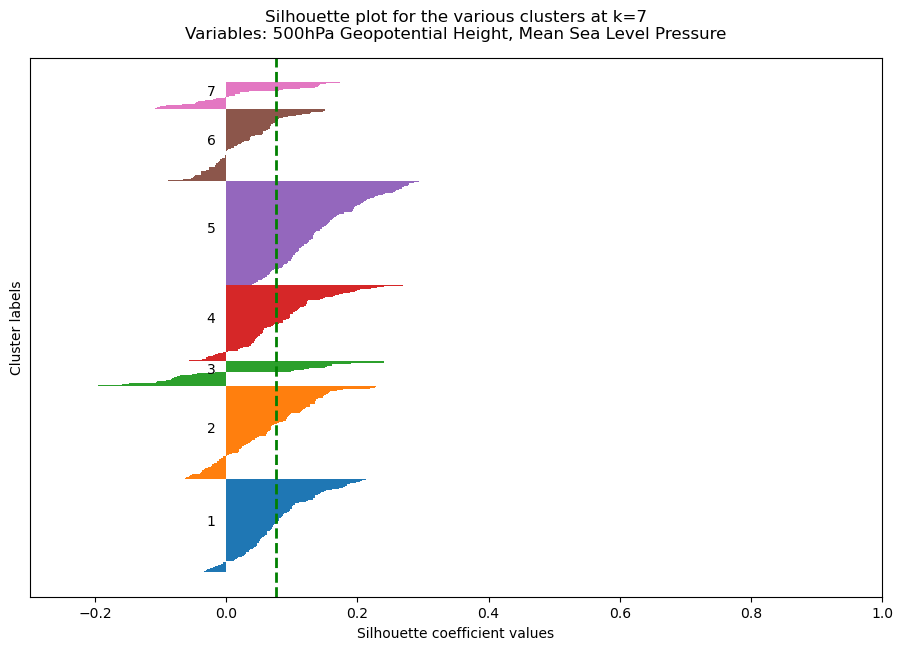 Silhouette plot for the various clusters at k=7
Variables: 500hPa Geopotential Height, Mean Sea Level Pressure
7
6
5
4
3
2
1
Cluster labels
−0.2 0.0 0.2 0.4 0.6 0.8 1.0
Silhouette coefficient values